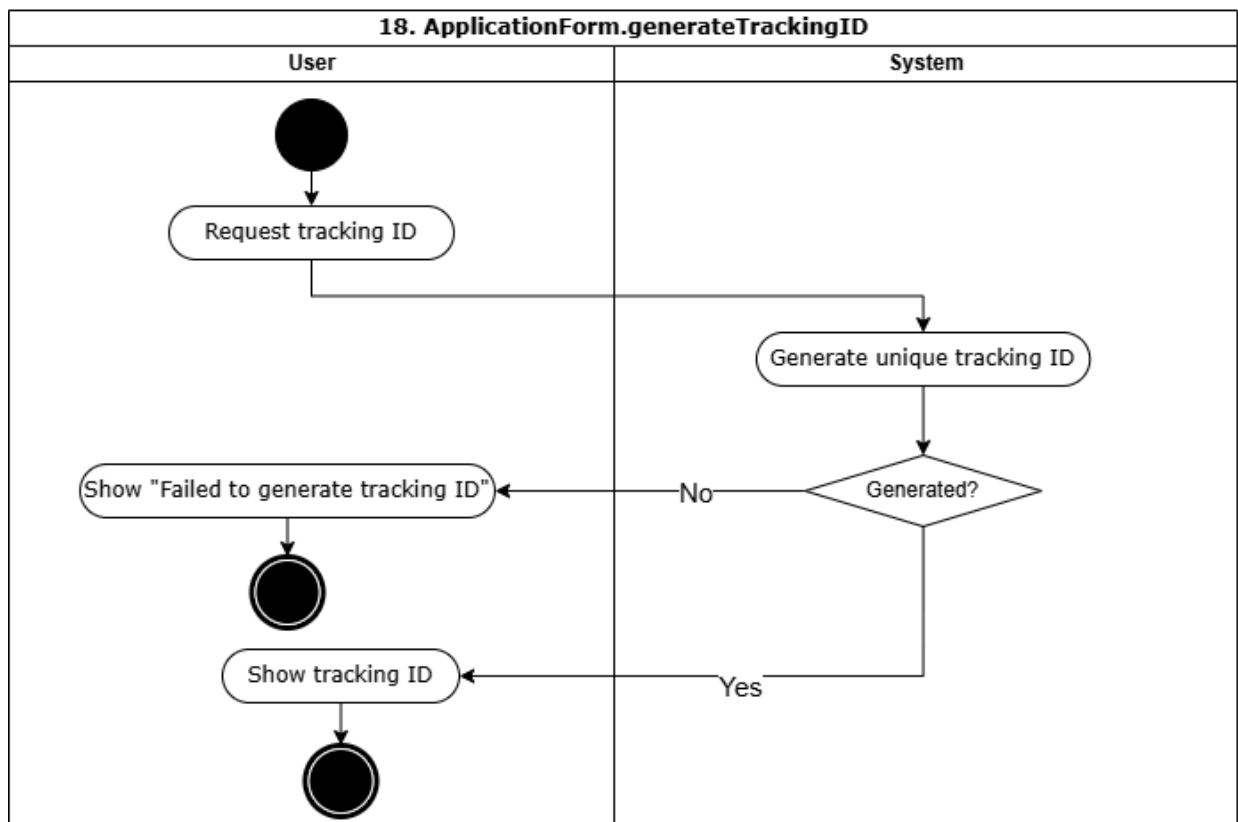 18. ApplicationForm.generateTrackingID
User
System
Request tracking ID
Generate unique tracking ID
Show "Failed to generate tracking ID"
No
Generated?
Show tracking ID
Yes